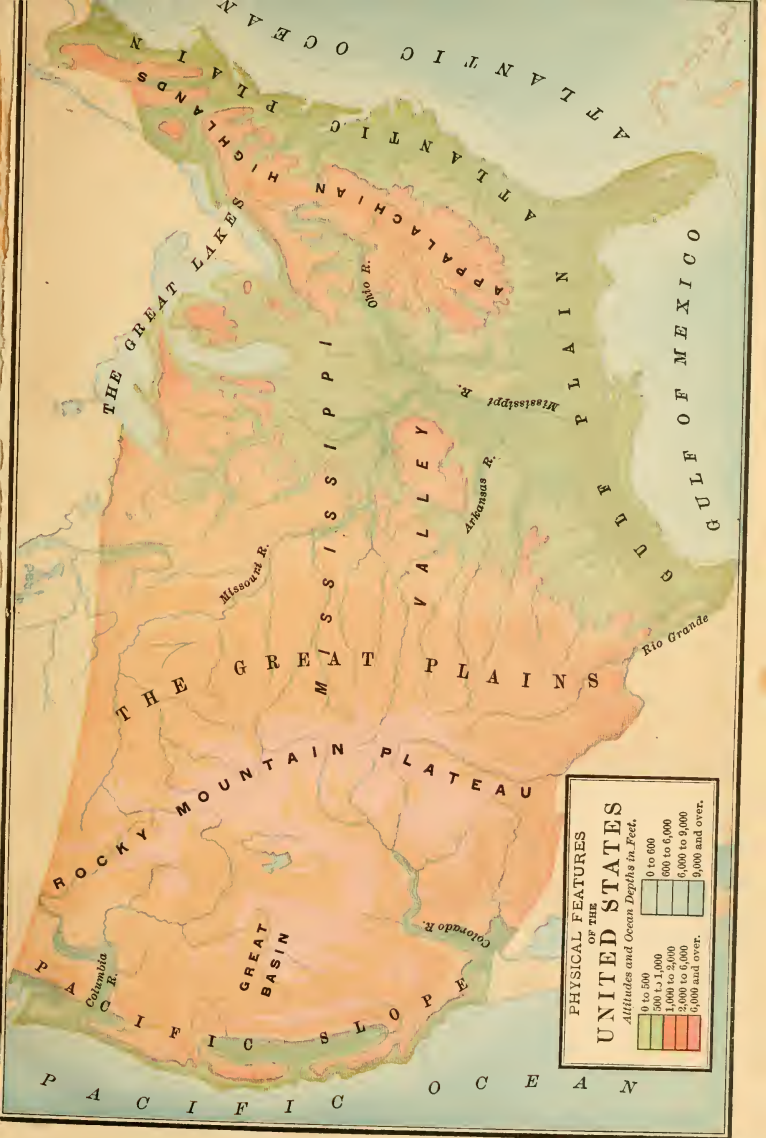 ATLANTIC OCEAN
ATLANTIC PLAIN
APPALACHIAN HIGHLANDS
THE GREAT LAKES
Ohio R.
GULF OF MEXICO
GULF PLAIN
Mississippi R.
MISSISSIPPI
VALLEY
Arkansas R.
Missouri R.
Rio Grande
THE GREAT PLAINS
ROCKY MOUNTAIN PLATEAU
GREAT
BASIN
Colorado R.
Columbia
R.
PACIFIC SLOPE
PACIFIC OCEAN
PHYSICAL FEATURES
OF THE
UNITED STATES
Altitudes and Ocean Depths in Feet.
0 to 500
500 to 1,000
1,000 to 2,000
2,000 to 6,000
6,000 and over.
0 to 600
600 to 6,000
6,000 to 9,000
9,000 and over.